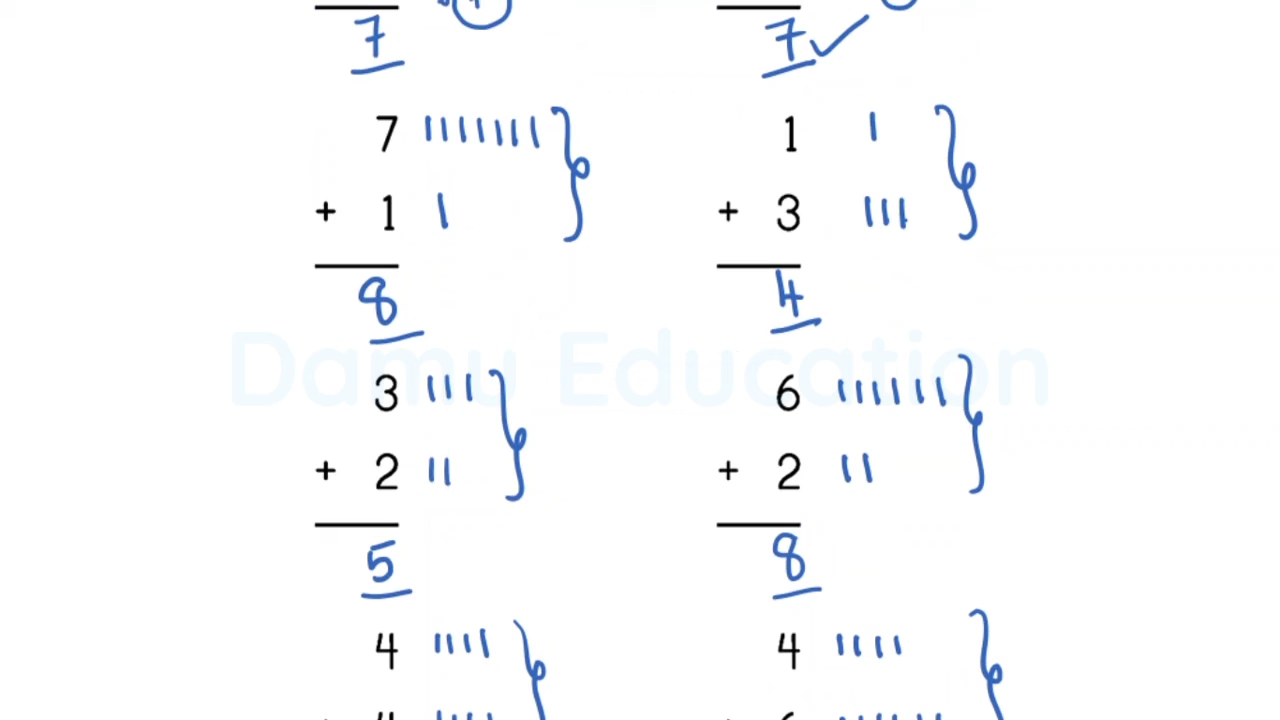 7 7
7 1
+ 1 + 3
8 4
Damu Education
3 6
+ 2 + 2
5 8
4 4